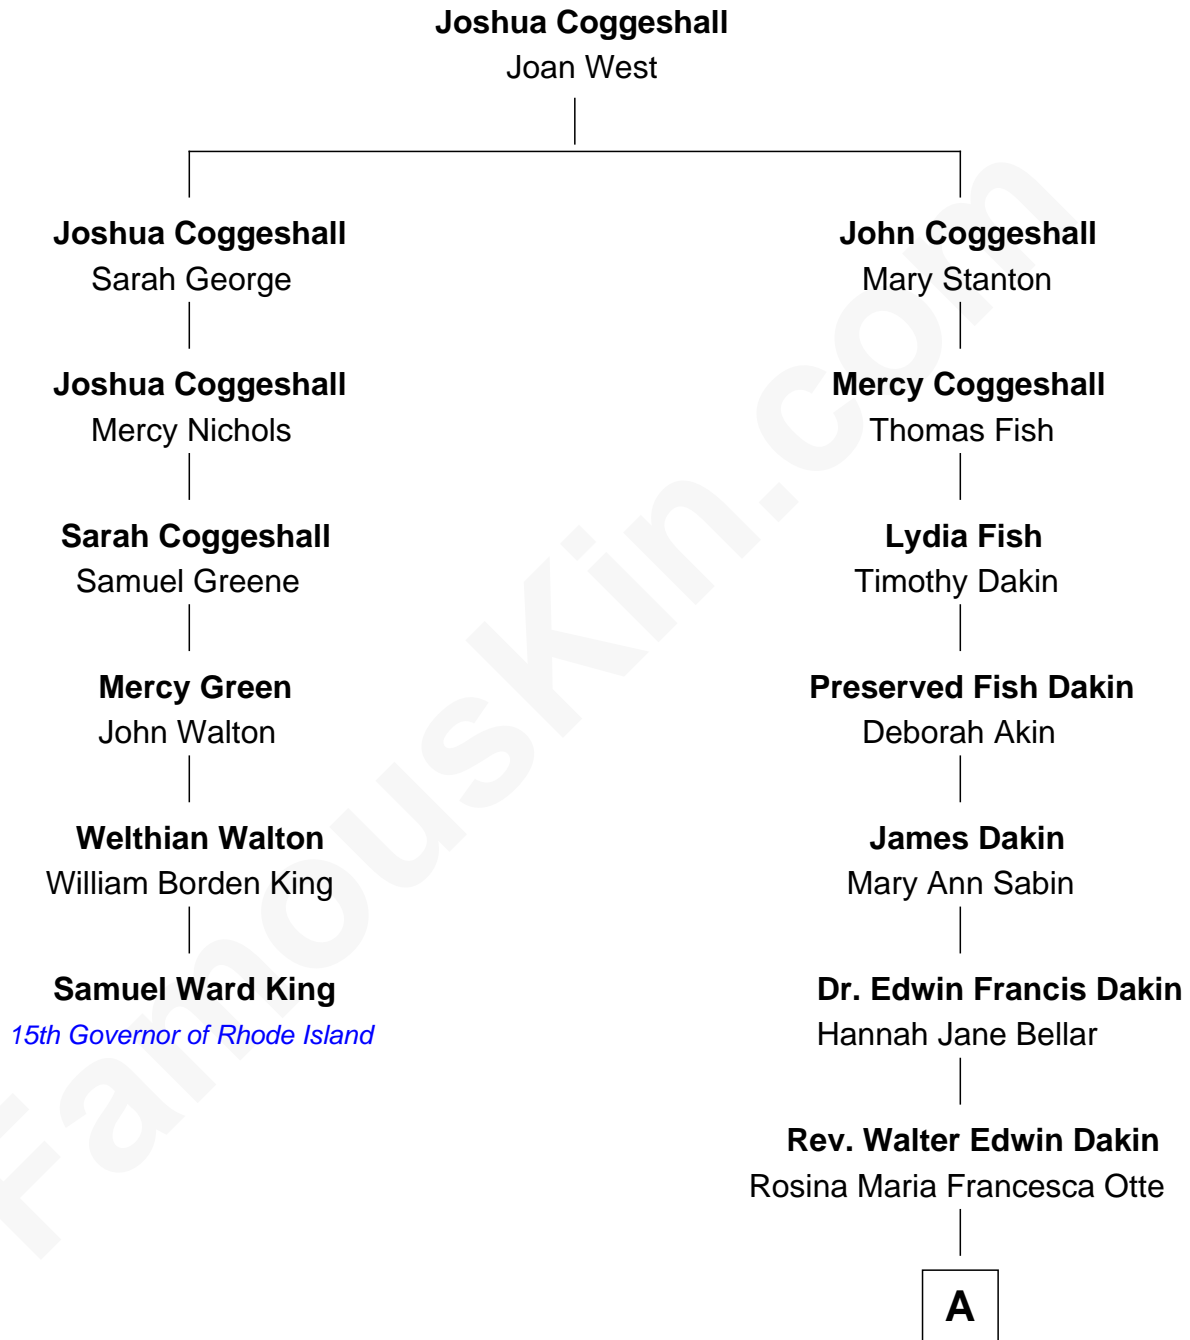 Joshua Coggeshall
Joan West
Joshua Coggeshall
Sarah George
John Coggeshall
Mary Stanton
Joshua Coggeshall
Mercy Nichols
Mercy Coggeshall
Thomas Fish
Sarah Coggeshall
Samuel Greene
Lydia Fish
Timothy Dakin
Mercy Green
John Walton
Preserved Fish Dakin
Deborah Akin
Welthian Walton
William Borden King
James Dakin
Mary Ann Sabin
Samuel Ward King
15th Governor of Rhode Island
Dr. Edwin Francis Dakin
Hannah Jane Bellar
Rev. Walter Edwin Dakin
Rosina Maria Francesca Otte
A
FamousKin.com